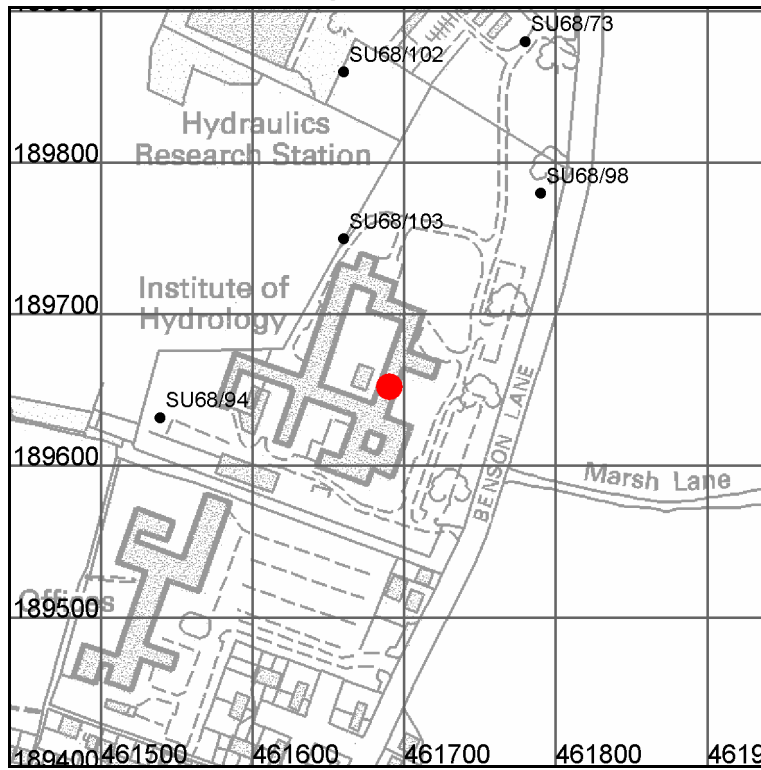 SU68/73
SU68/102
Hydraulics
Research Station
189800
SU68/98
SU68/103
Institute of
Hydrology
189700
SU68/94
BENSON LANE
189600
Marsh Lane
Offices
189500
189400
461500
461600
461700
461800